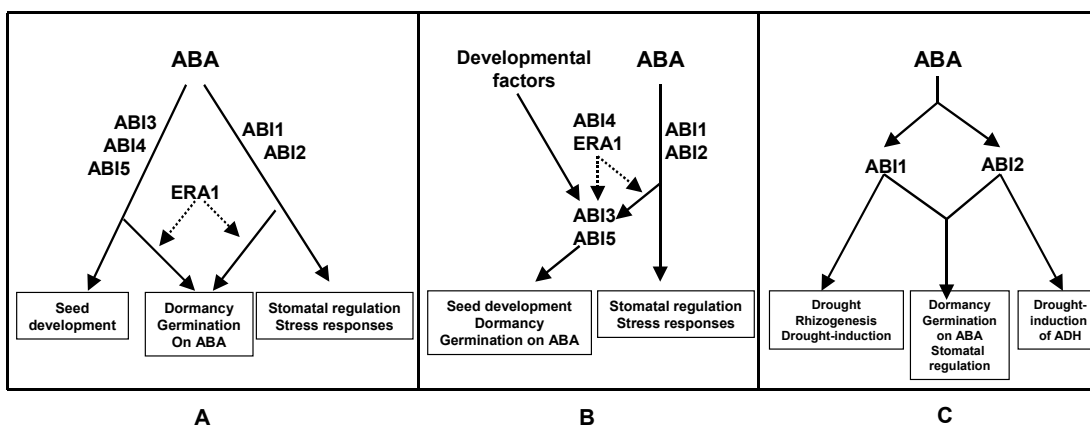 ABA
ABI3
ABI4
ABI5
ABI1
ABI2
ERA1
Seed
development
Dormancy
Germination
On ABA
Stomatal regulation
Stress responses
A
Developmental
factors
ABA
ABI4
ERA1
ABI1
ABI2
ABI3
ABI5
Seed development
Dormancy
Germination on ABA
Stomatal regulation
Stress responses
B
ABA
ABI1
ABI2
Drought
Rhizogenesis
Drought-induction
Dormancy
Germination
on ABA
Stomatal
regulation
Drought-
induction
of ADH
C